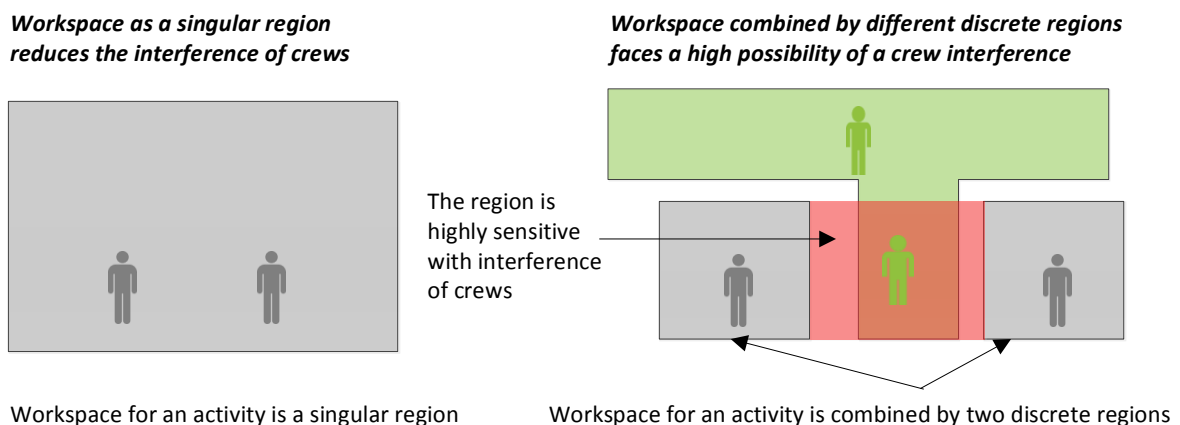 Workspace as a singular region
reduces the interference of crews
Workspace combined by different discrete regions
faces a high possibility of a crew interference
The region is
highly sensitive
with interference
of crews
Workspace for an activity is a singular region
Workspace for an activity is combined by two discrete regions